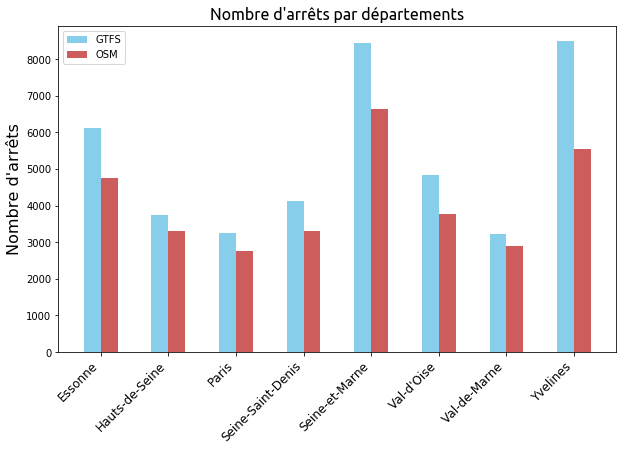 Nombre d'arrêts par départements
GTFS
OSM
Nombre d'arrêts
8000
7000
6000
5000
4000
3000
2000
1000
0
Essonne
Hauts-de-Seine
Paris
Seine-Saint-Denis
Seine-et-Marne
Val-d'Oise
Val-de-Marne
Yvelines